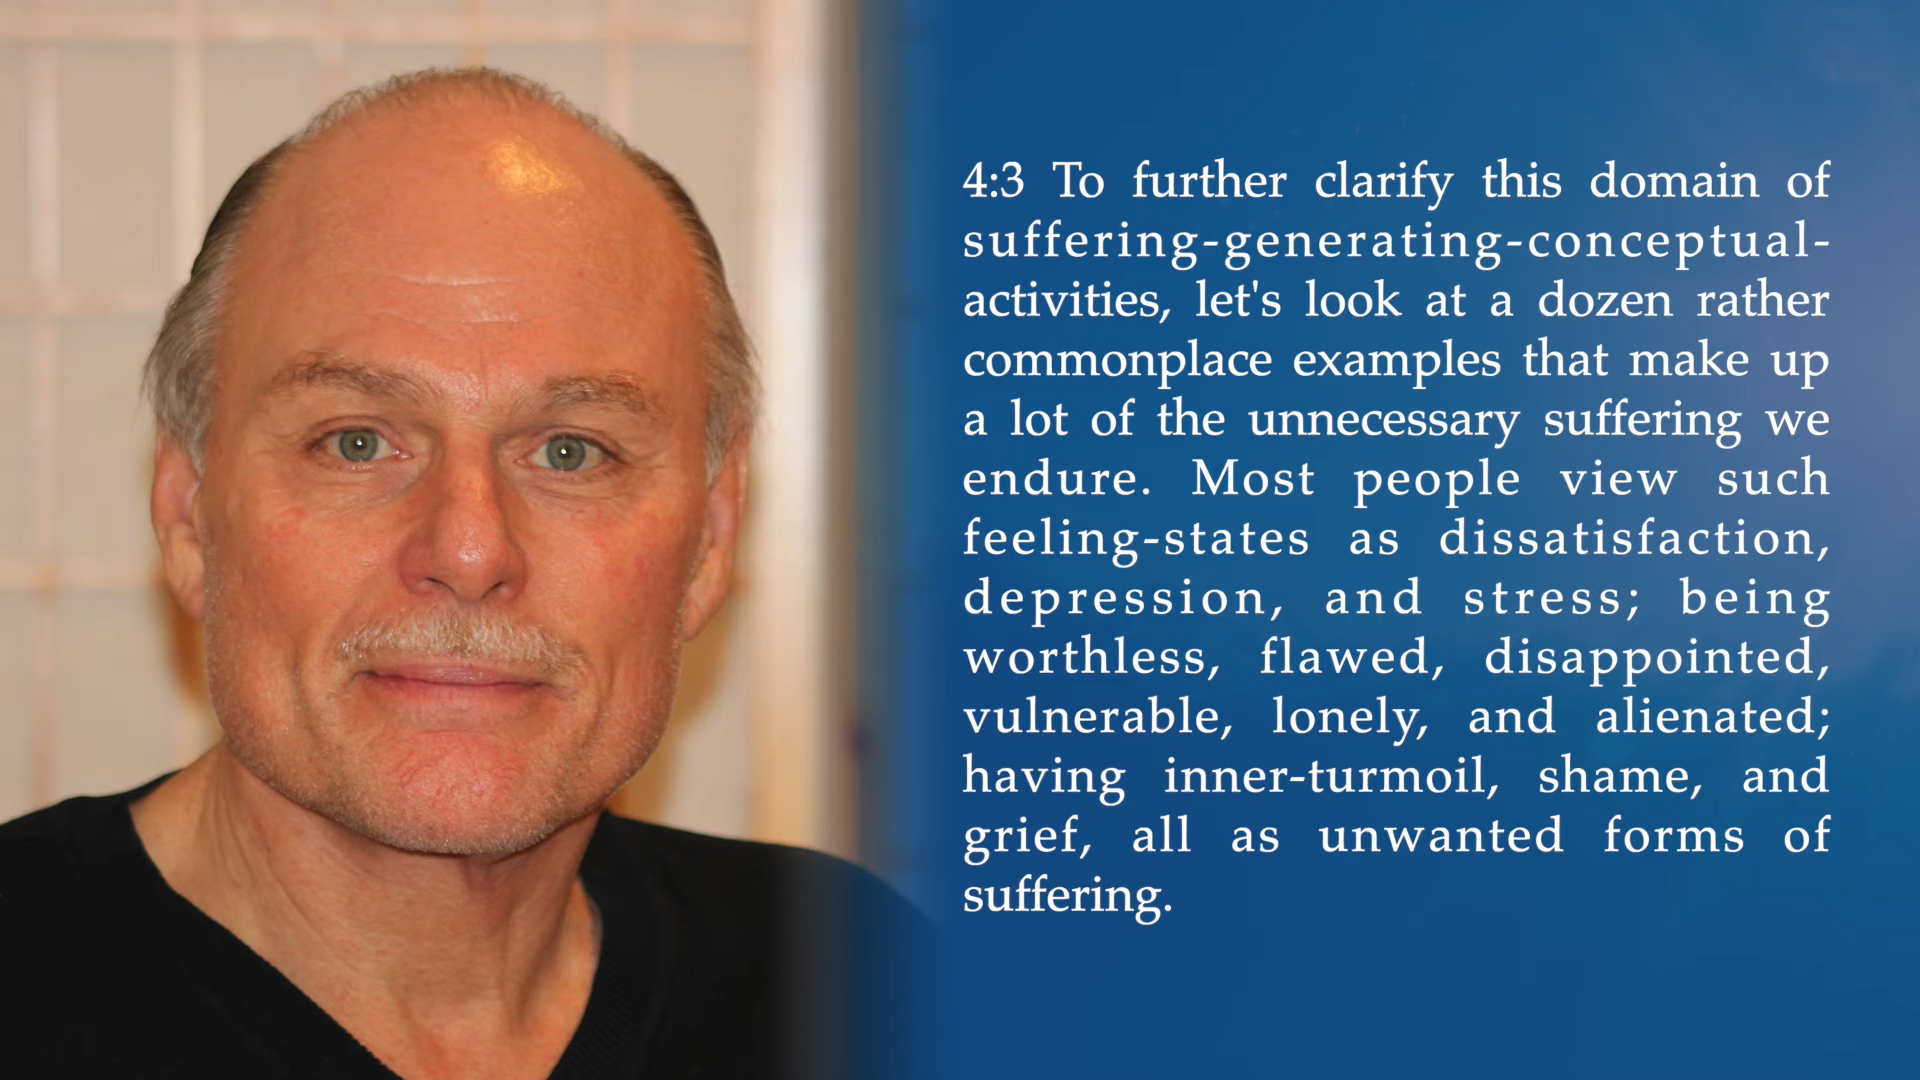 4:3 To further clarify this domain of
suffering-generating-conceptual-
activities, let's look at a dozen rather
commonplace examples that make up
a lot of the unnecessary suffering we
endure. Most people view such
feeling-states as dissatisfaction,
depression, and stress; being
worthless, flawed, disappointed,
vulnerable, lonely, and alienated;
having inner-turmoil, shame, and
grief, all as unwanted forms of
suffering.